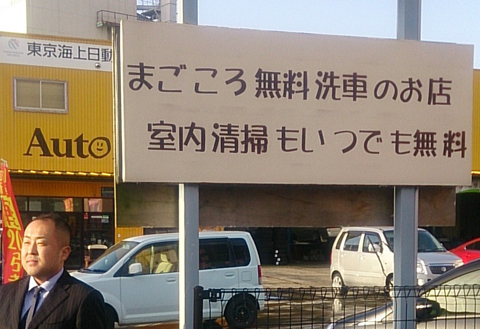 東京海上日動
まごころ無料洗車のお店
室内清掃もいつでも無料
Auto